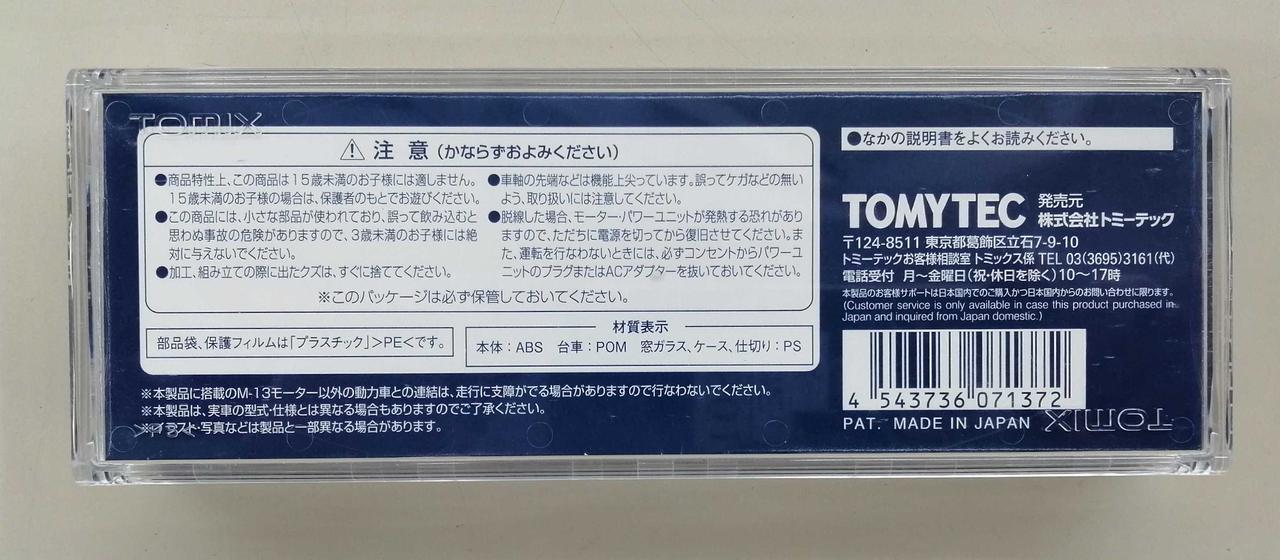 TOMIX
⚠ 注 意 (かならずおよみください)
●商品特性上、この商品は15歳未満のお子様には適しません。
15歳未満のお子様の場合は、保護者のもとでお遊びください。
●この商品には、小さな部品が使われており、誤って飲み込むと
思わぬ事故の危険がありますので、3歳未満のお子様には絶
対に与えないでください。
●加工、組み立ての際に出たクズは、すぐに捨ててください。
●車軸の先端などは機能上尖っています。誤ってケガなどの無い
よう、取り扱いには注意してください。
●脱線した場合、モーター・パワーユニットが発熱する恐れがあり
ますので、ただちに電源を切ってから復旧させてください。ま
た、運転を行なわないときには、必ずコンセントからパワーユ
ニットのプラグまたはACアダプターを抜いておいてください。
※このパッケージは必ず保管しておいてください。
部品袋、保護フィルムは「プラスチック」>PE<です。
材質表示
本体：ABS 台車：POM 窓ガラス、ケース、仕切り：PS
※本製品に搭載のM-13モーター以外の動力車との連結は、走行に支障がでる場合がありますので行なわないでください。
※本製品は、実車の型式・仕様とは異なる場合もありますのでご了承ください。
※イラスト・写真などは製品と一部異なる場合があります。
>PS<
●なかの説明書をよくお読みください。
TOMYTEC 発売元
株式会社トミーテック
〒124-8511 東京都葛飾区立石7-9-10
トミーテックお客様相談室 トミックス係 TEL 03(3695)3161(代)
電話受付 月～金曜日(祝・休日を除く)10～17時
本製品のお客様サポートは日本国内でのご購入かつ日本国内からのお問い合わせに限ります。
(Customer service is only available in case this product purchased in
Japan and inquired from Japan domestic.)
4 543736 071372
PAT. MADE IN JAPAN
TOMIX